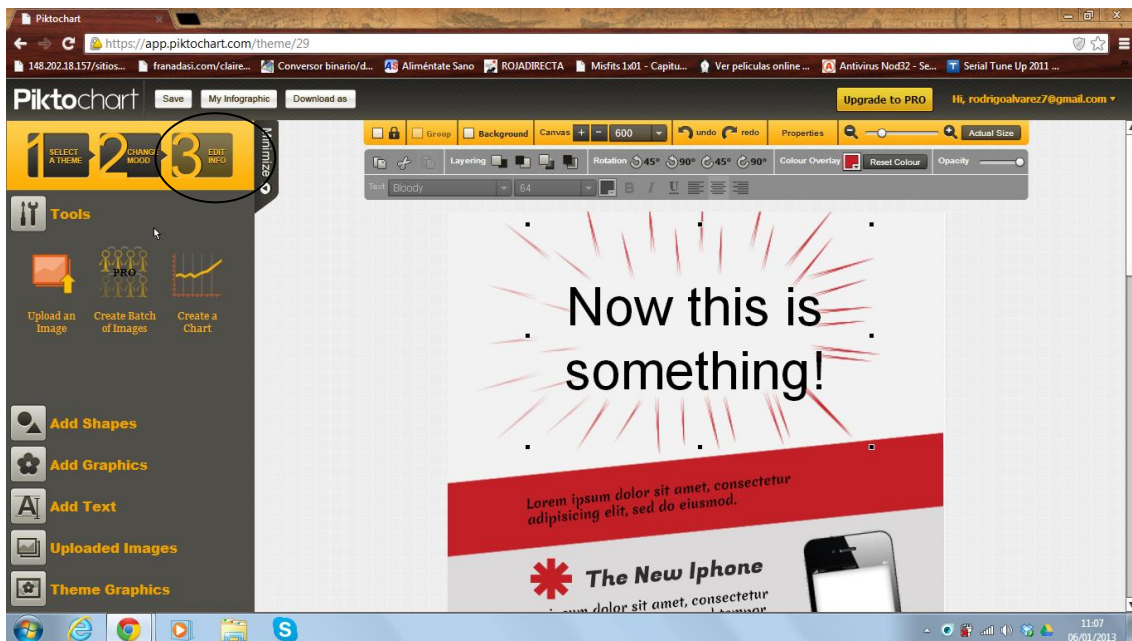 Piktochart
https://app.piktochart.com/theme/29
148.202.18.157/sitios... franadasi.com/claire... Conversor binario/d... Aliméntate Sano ROJADIRECTA Misfits 1x01 - Capitu... Ver peliculas online ... Antivirus Nod32 - Se... Serial Tune Up 2011 ...
Piktochart Save My Infographic Download as Upgrade to PRO Hi, rodrigoalvarez7@gmail.com
1 SELECT A THEME 2 CHANGE MOOD 3 EDIT INFO
Minimize
Group Background Canvas + - 600 undo redo Properties Actual Size
Layering Rotation 45° 90° 45° 90° Colour Overlay Reset Colour Opacity
Text Bloody 64 B I U
Tools
PRO
Upload an Image
Create Batch of Images
Create a Chart
Add Shapes
Add Graphics
Add Text
Uploaded Images
Theme Graphics
Now this is
something!
Lorem ipsum dolor sit amet, consectetur
adipisicing elit, sed do eiusmod.
The New Iphone
dolor sit amet, consectetur
11:07
06/01/2013